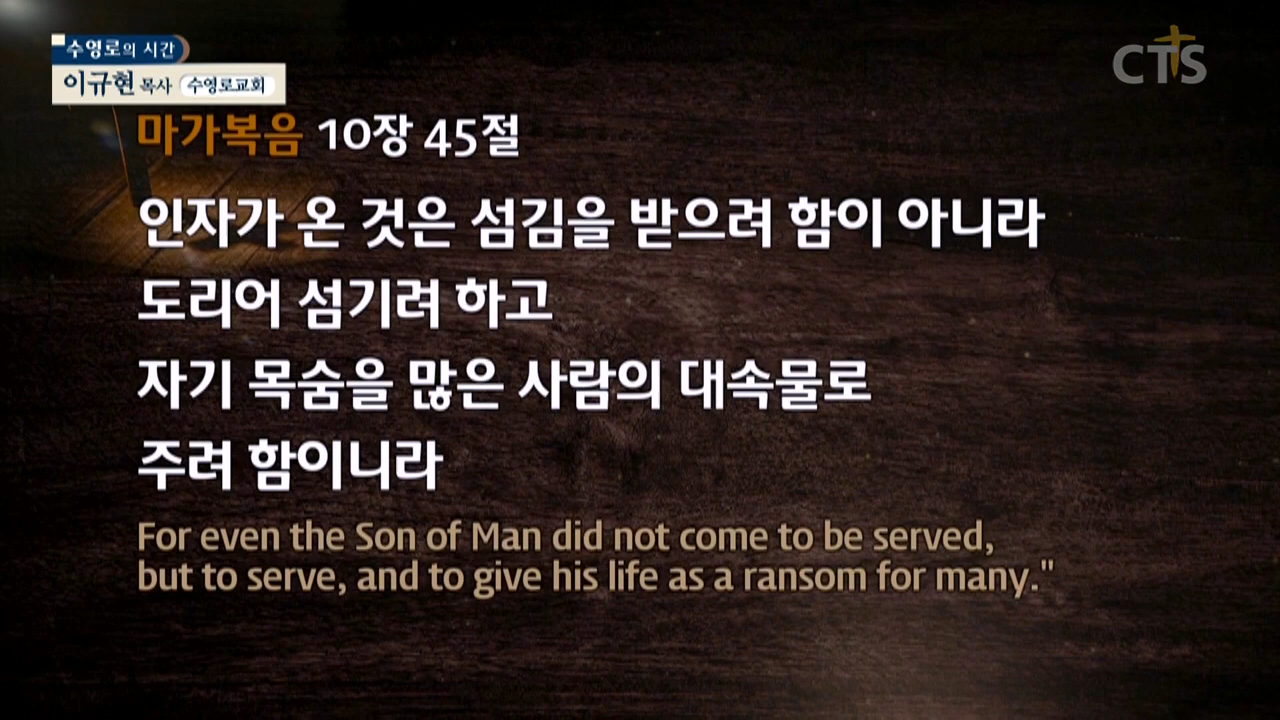 수영로의 시간
이규현 목사 수영로교회
CTS
마가복음 10장 45절
인자가 온 것은 섬김을 받으려 함이 아니라
도리어 섬기려 하고
자기 목숨을 많은 사람의 대속물로
주려 함이니라
For even the Son of Man did not come to be served,
but to serve, and to give his life as a ransom for many."